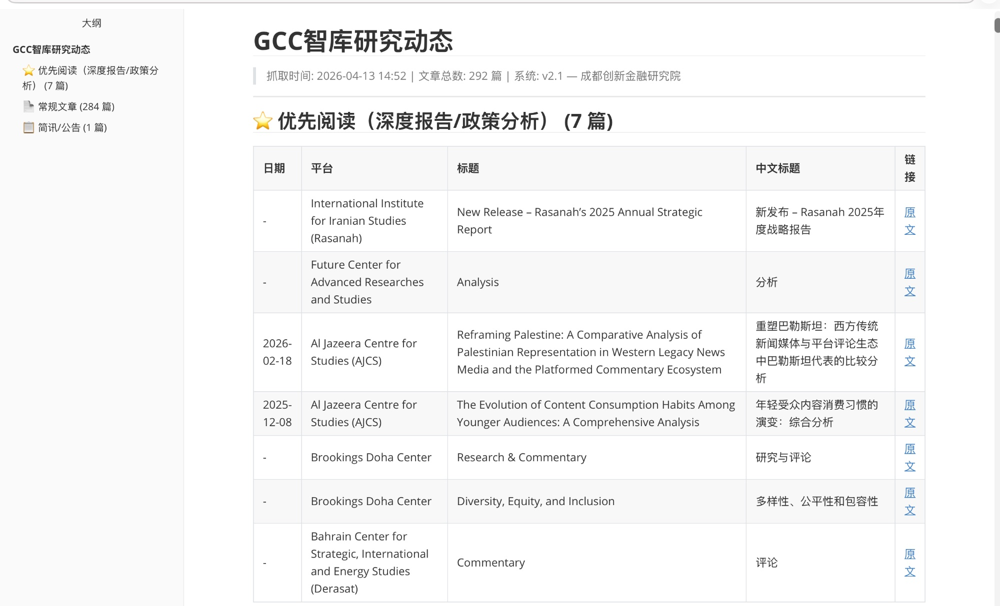 大纲
GCC智库研究动态
⭐ 优先阅读（深度报告/政策分
析） (7 篇)
📄 常规文章 (284 篇)
📋 简讯/公告 (1 篇)
GCC智库研究动态
抓取时间: 2026-04-13 14:52 | 文章总数: 292 篇 | 系统: v2.1 — 成都创新金融研究院
⭐ 优先阅读（深度报告/政策分析） (7 篇)
日期 平台 标题 中文标题 链
接
-
International Institute
for Iranian Studies
(Rasanah)
New Release – Rasanah’s 2025 Annual Strategic
Report
新发布 – Rasanah 2025年
度战略报告
原
文
-
Future Center for
Advanced Researches
and Studies
Analysis
分析
原
文
2026-
02-18
Al Jazeera Centre for
Studies (AJCS)
Reframing Palestine: A Comparative Analysis of
Palestinian Representation in Western Legacy News
Media and the Platformed Commentary Ecosystem
重塑巴勒斯坦：西方传统
新闻媒体与平台评论生态
中巴勒斯坦代表的比较分
析
原
文
2025-
12-08
Al Jazeera Centre for
Studies (AJCS)
The Evolution of Content Consumption Habits Among
Younger Audiences: A Comprehensive Analysis
年轻受众内容消费习惯的
演变：综合分析
原
文
-
Brookings Doha Center
Research & Commentary
研究与评论
原
文
-
Brookings Doha Center
Diversity, Equity, and Inclusion
多样性、公平性和包容性
原
文
-
Bahrain Center for
Strategic, International
and Energy Studies
(Derasat)
Commentary
评论
原
文